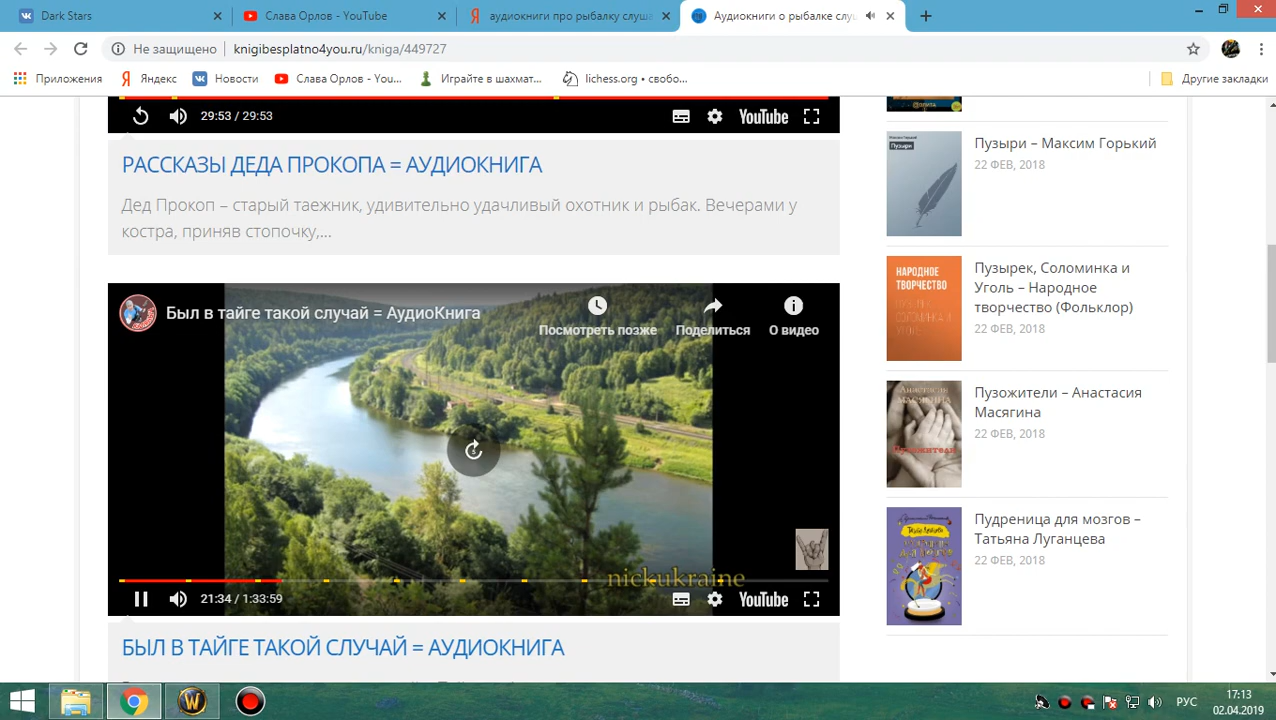 Dark Stars
Слава Орлов - YouTube
аудиокниги про рыбалку слуша
Аудиокниги о рыбалке слу
Не защищено
knigibesplatno4you.ru/kniga/449727
Приложения
Яндекс
Новости
Слава Орлов - You...
Играйте в шахмат...
lichess.org • свобо...
Другие закладки
29:53 / 29:53
YouTube
РАССКАЗЫ ДЕДА ПРОКОПА = АУДИОКНИГА
Дед Прокоп – старый таежник, удивительно удачливый охотник и рыбак. Вечерами у
костра, приняв стопочку,...
Был в тайге такой случай = АудиоКнига
Посмотреть позже
Поделиться
О видео
5
nickukraine
21:34 / 1:33:59
YouTube
БЫЛ В ТАЙГЕ ТАКОЙ СЛУЧАЙ = АУДИОКНИГА
Пузыри
Пузыри – Максим Горький
22 ФЕВ, 2018
НАРОДНОЕ
ТВОРЧЕСТВО
Пузырек, Соломинка и
Уголь – Народное
творчество (Фольклор)
22 ФЕВ, 2018
Анастасия
МАСЯГИНА
Пузожители
Пузожители – Анастасия
Масягина
22 ФЕВ, 2018
Пудреница для мозгов –
Татьяна Луганцева
22 ФЕВ, 2018
РУС
17:13
02.04.2019